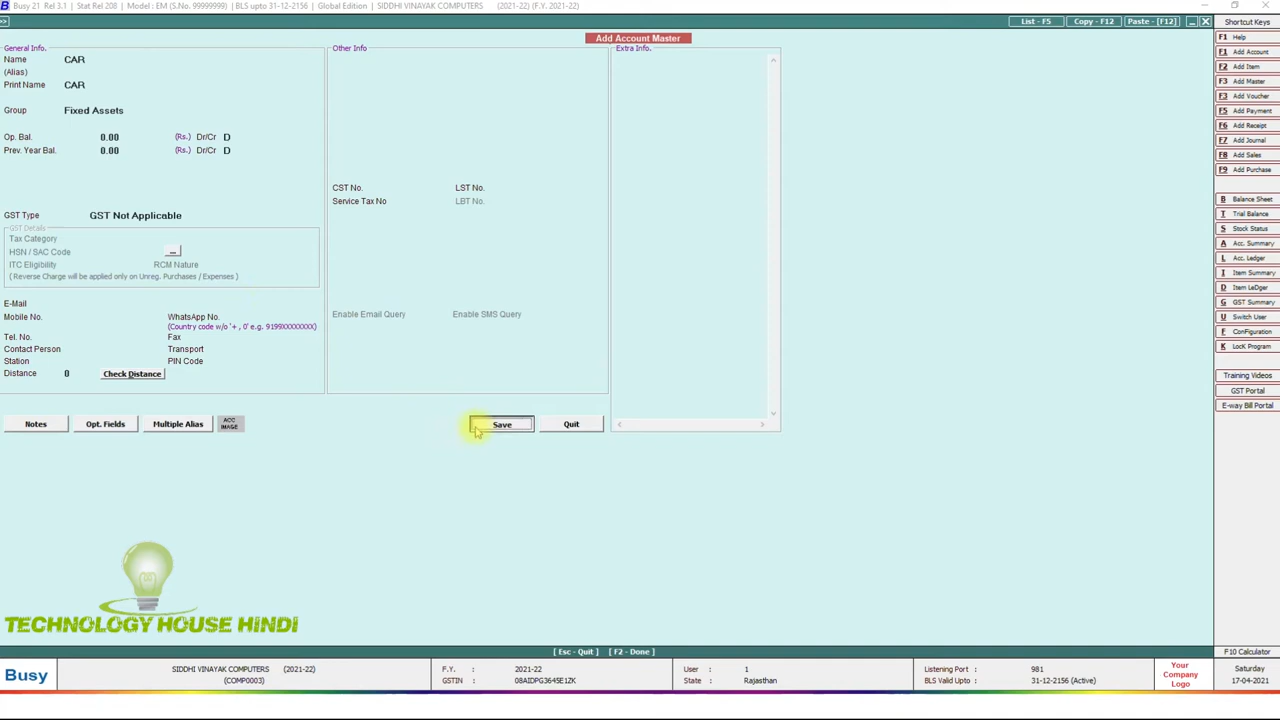 Busy 21 Rel 3.1 | Stat Rel 208 | Model : EM (S.No. 99999999) | BLS upto 31-12-2156 | Global Edition | SIDDHI VINAYAK COMPUTERS (2021-22) (F.Y. 2021-22)
>> List - F5 Copy - F12 Paste - [F12] Shortcut Keys
Add Account Master
General Info. Other Info Extra Info.
Name CAR
(Alias)
Print Name CAR
Group Fixed Assets
Op. Bal. 0.00 (Rs.) Dr/Cr D
Prev. Year Bal. 0.00 (Rs.) Dr/Cr D
CST No. LST No.
Service Tax No LBT No.
GST Type GST Not Applicable
GST Details
Tax Category
HSN / SAC Code ...
ITC Eligibility RCM Nature
( Reverse Charge will be applied only on Unreg. Purchases / Expenses )
E-Mail
Mobile No. WhatsApp No.
(Country code w/o '+ , 0' e.g. 9199XXXXXXXX)
Enable Email Query Enable SMS Query
Tel. No. Fax
Contact Person Transport
Station PIN Code
Distance 0 Check Distance
Notes Opt. Fields Multiple Alias ACC IMAGE Save Quit
F1 Help
F1 Add Account
F2 Add Item
F3 Add Master
F3 Add Voucher
F5 Add Payment
F6 Add Receipt
F7 Add Journal
F8 Add Sales
F9 Add Purchase
B Balance Sheet
T Trial Balance
S Stock Status
A Acc. Summary
L Acc. Ledger
I Item Summary
D Item LeDger
G GST Summary
U Switch User
F ConFiguration
K LocK Program
Training Videos
GST Portal
E-way Bill Portal
TECHNOLOGY HOUSE HINDI
[ Esc - Quit ] [ F2 - Done ] F10 Calculator
Busy SIDDHI VINAYAK COMPUTERS (2021-22) F.Y. : 2021-22 User : 1 Listening Port : 981 Your Company Logo Saturday
(COMP0003) GSTIN : 08AIDPG3645E1ZK State : Rajasthan BLS Valid Upto : 31-12-2156 (Active) 17-04-2021